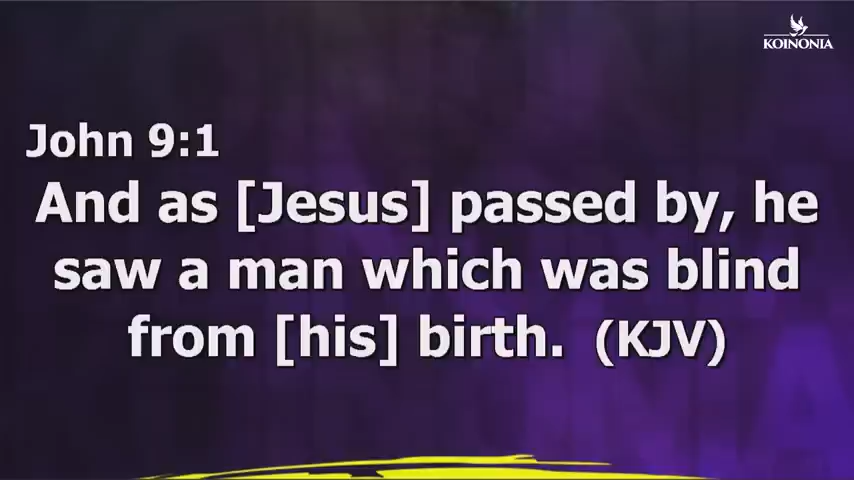 KOINONIA
John 9:1
And as [Jesus] passed by, he
saw a man which was blind
from [his] birth. (KJV)